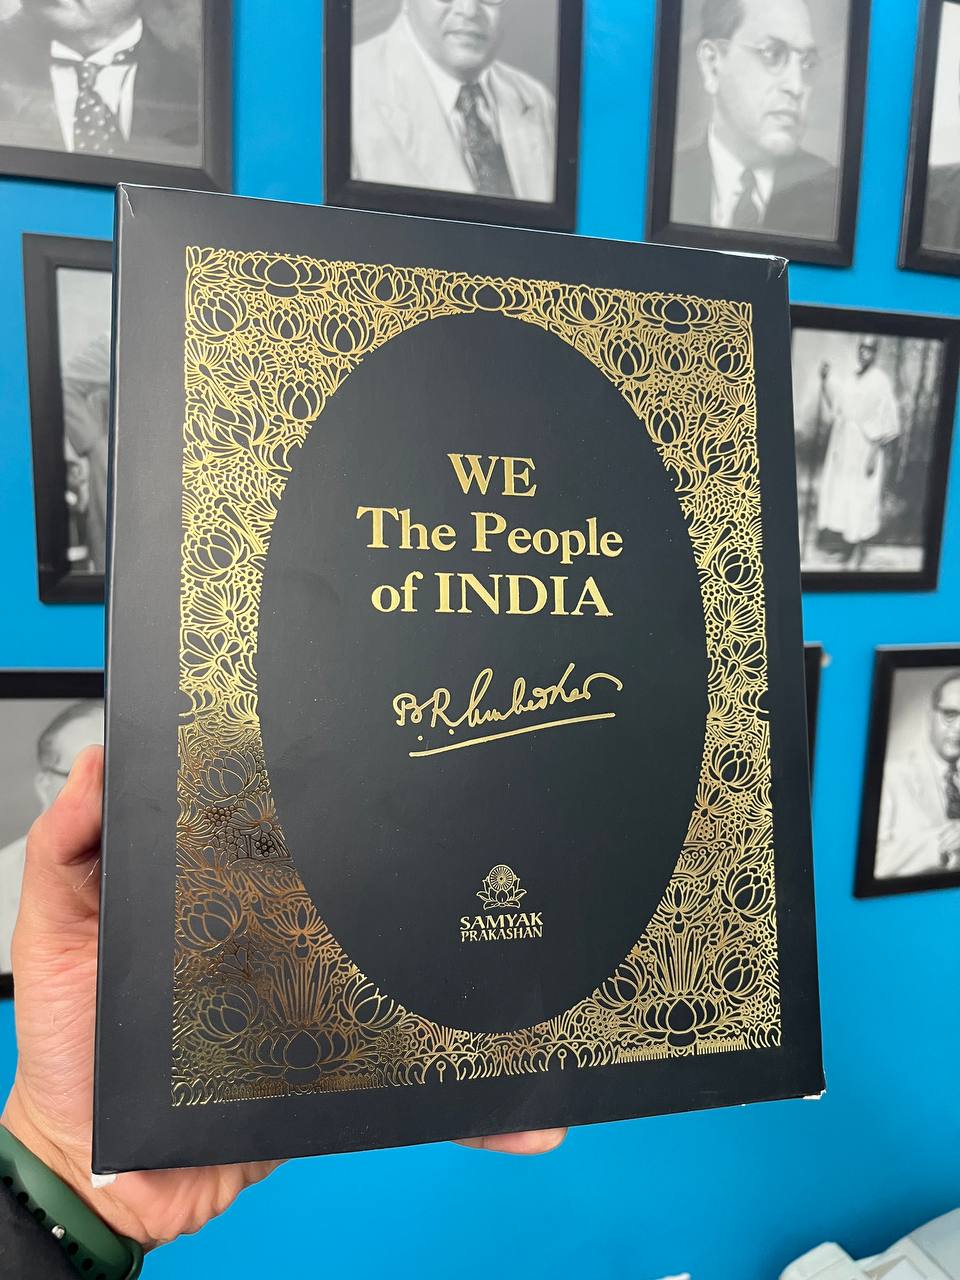 WE
The People
of INDIA
B.R. Ambedkar
SAMYAK
PRAKASHAN